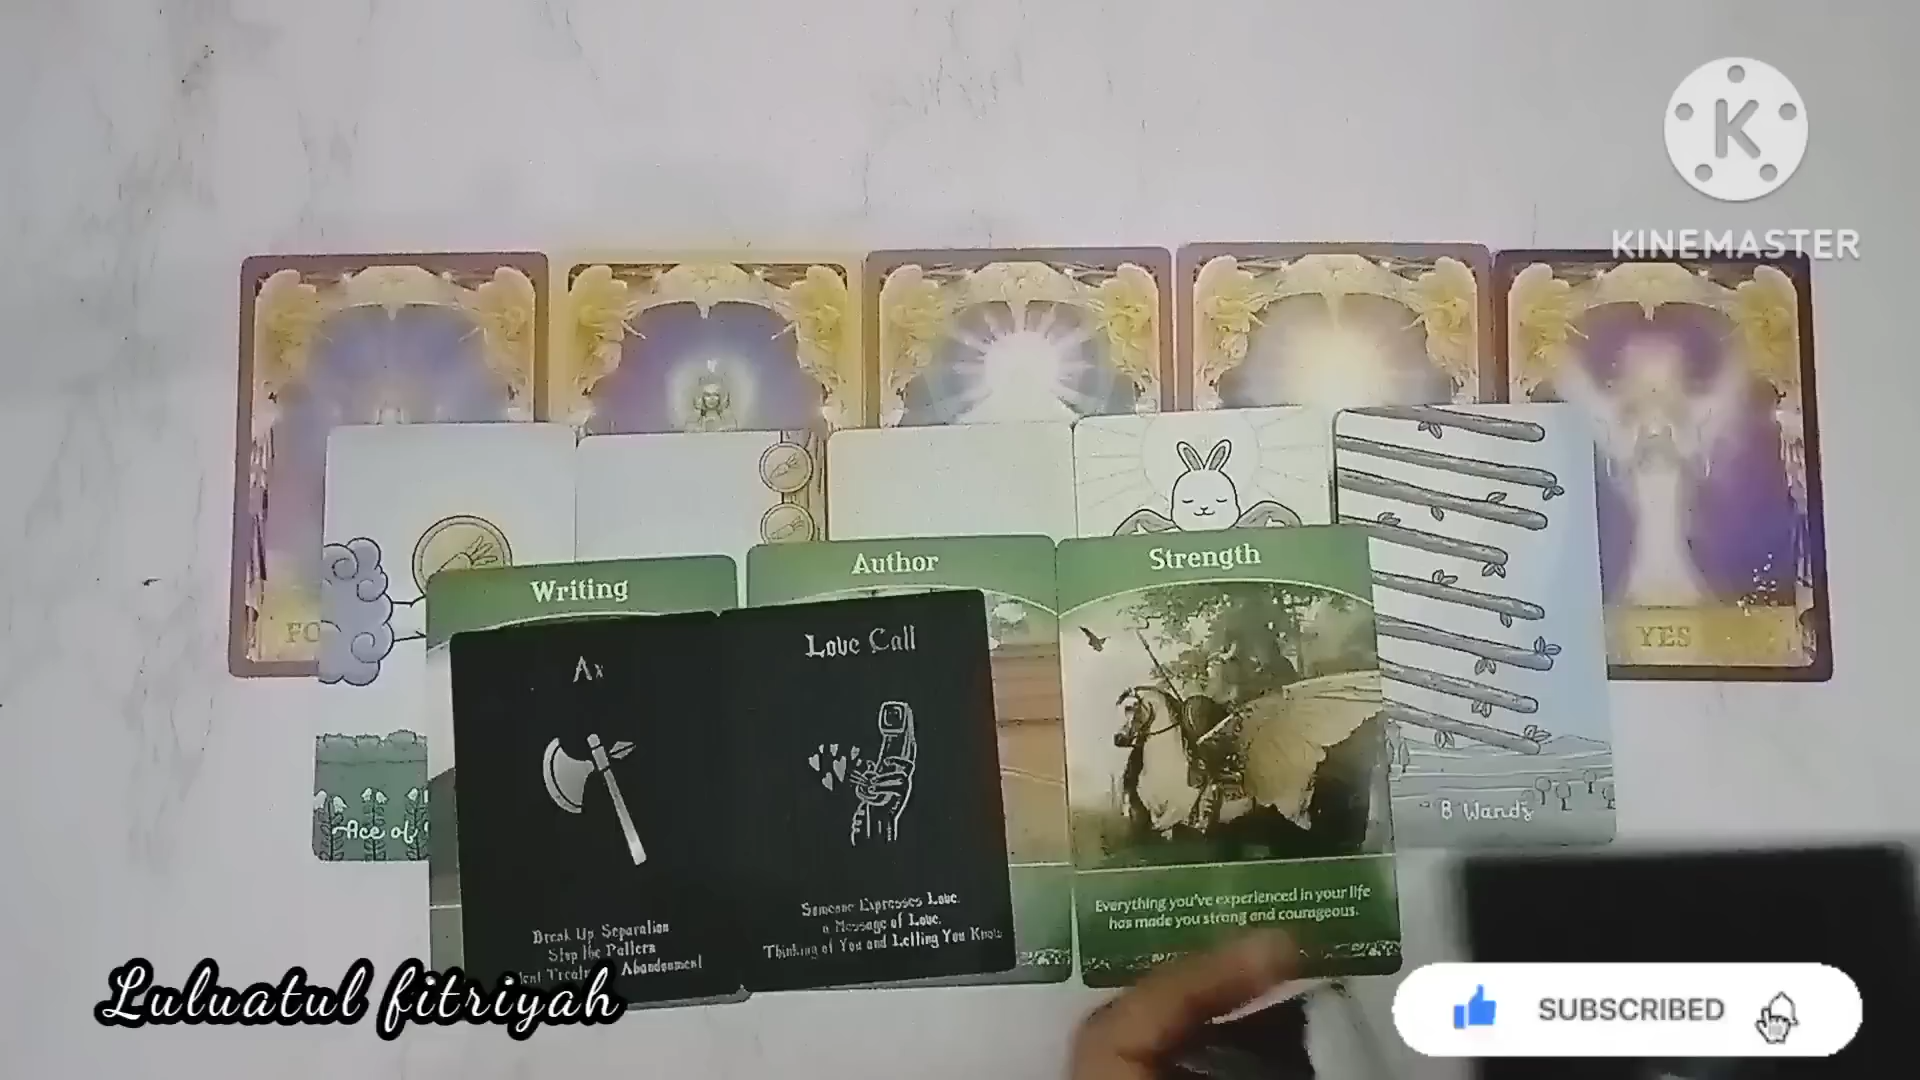 KINEMASTER
YES
Writing
Author
Strength
Ax
Love Call
Ace of
8 Wands
Everything you've experienced in your life
has made you strong and courageous.
Break Up Separation
Stop the Pattern
Abandonment
Someone Expresses Love.
a Message of Love.
Thinking of You and Letting You Know
Luluatul fitriyah
SUBSCRIBED